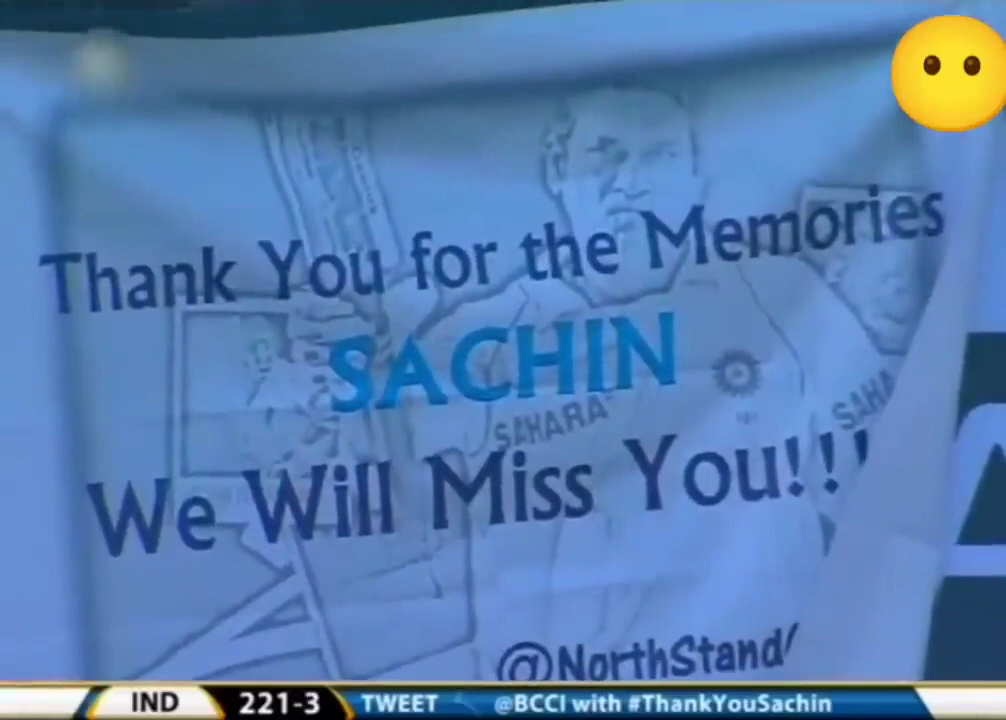 Thank You for the Memories
SACHIN
SAHARA
SAHA
We Will Miss You!!!
@NorthStand
IND 221-3 TWEET @BCCI with #ThankYouSachin